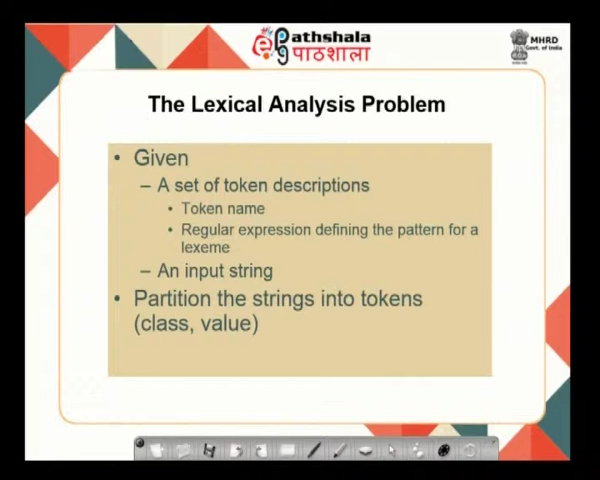 epathshala
पाठशाला
MHRD
Govt. of India
The Lexical Analysis Problem
• Given
– A set of token descriptions
• Token name
• Regular expression defining the pattern for a
lexeme
– An input string
• Partition the strings into tokens
(class, value)